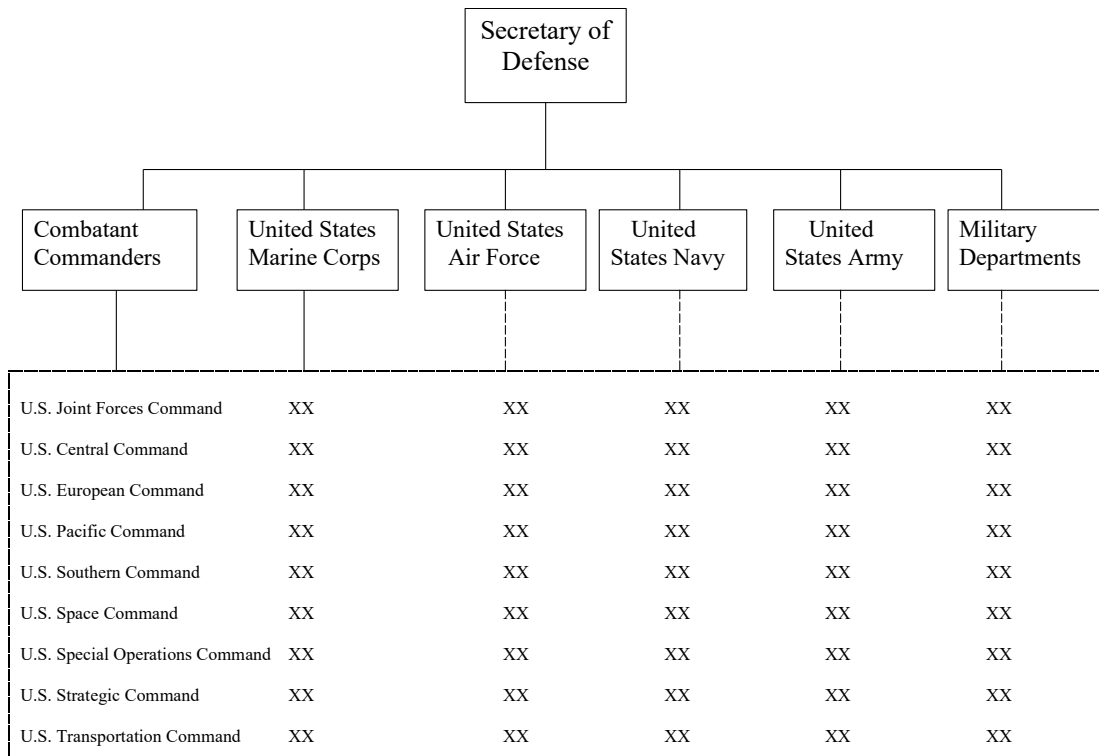 Secretary of
Defense
Combatant
Commanders
United States
Marine Corps
United States
Air Force
United
States Navy
United
States Army
Military
Departments
U.S. Joint Forces Command XX XX XX XX XX
U.S. Central Command XX XX XX XX XX
U.S. European Command XX XX XX XX XX
U.S. Pacific Command XX XX XX XX XX
U.S. Southern Command XX XX XX XX XX
U.S. Space Command XX XX XX XX XX
U.S. Special Operations Command XX XX XX XX XX
U.S. Strategic Command XX XX XX XX XX
U.S. Transportation Command XX XX XX XX XX